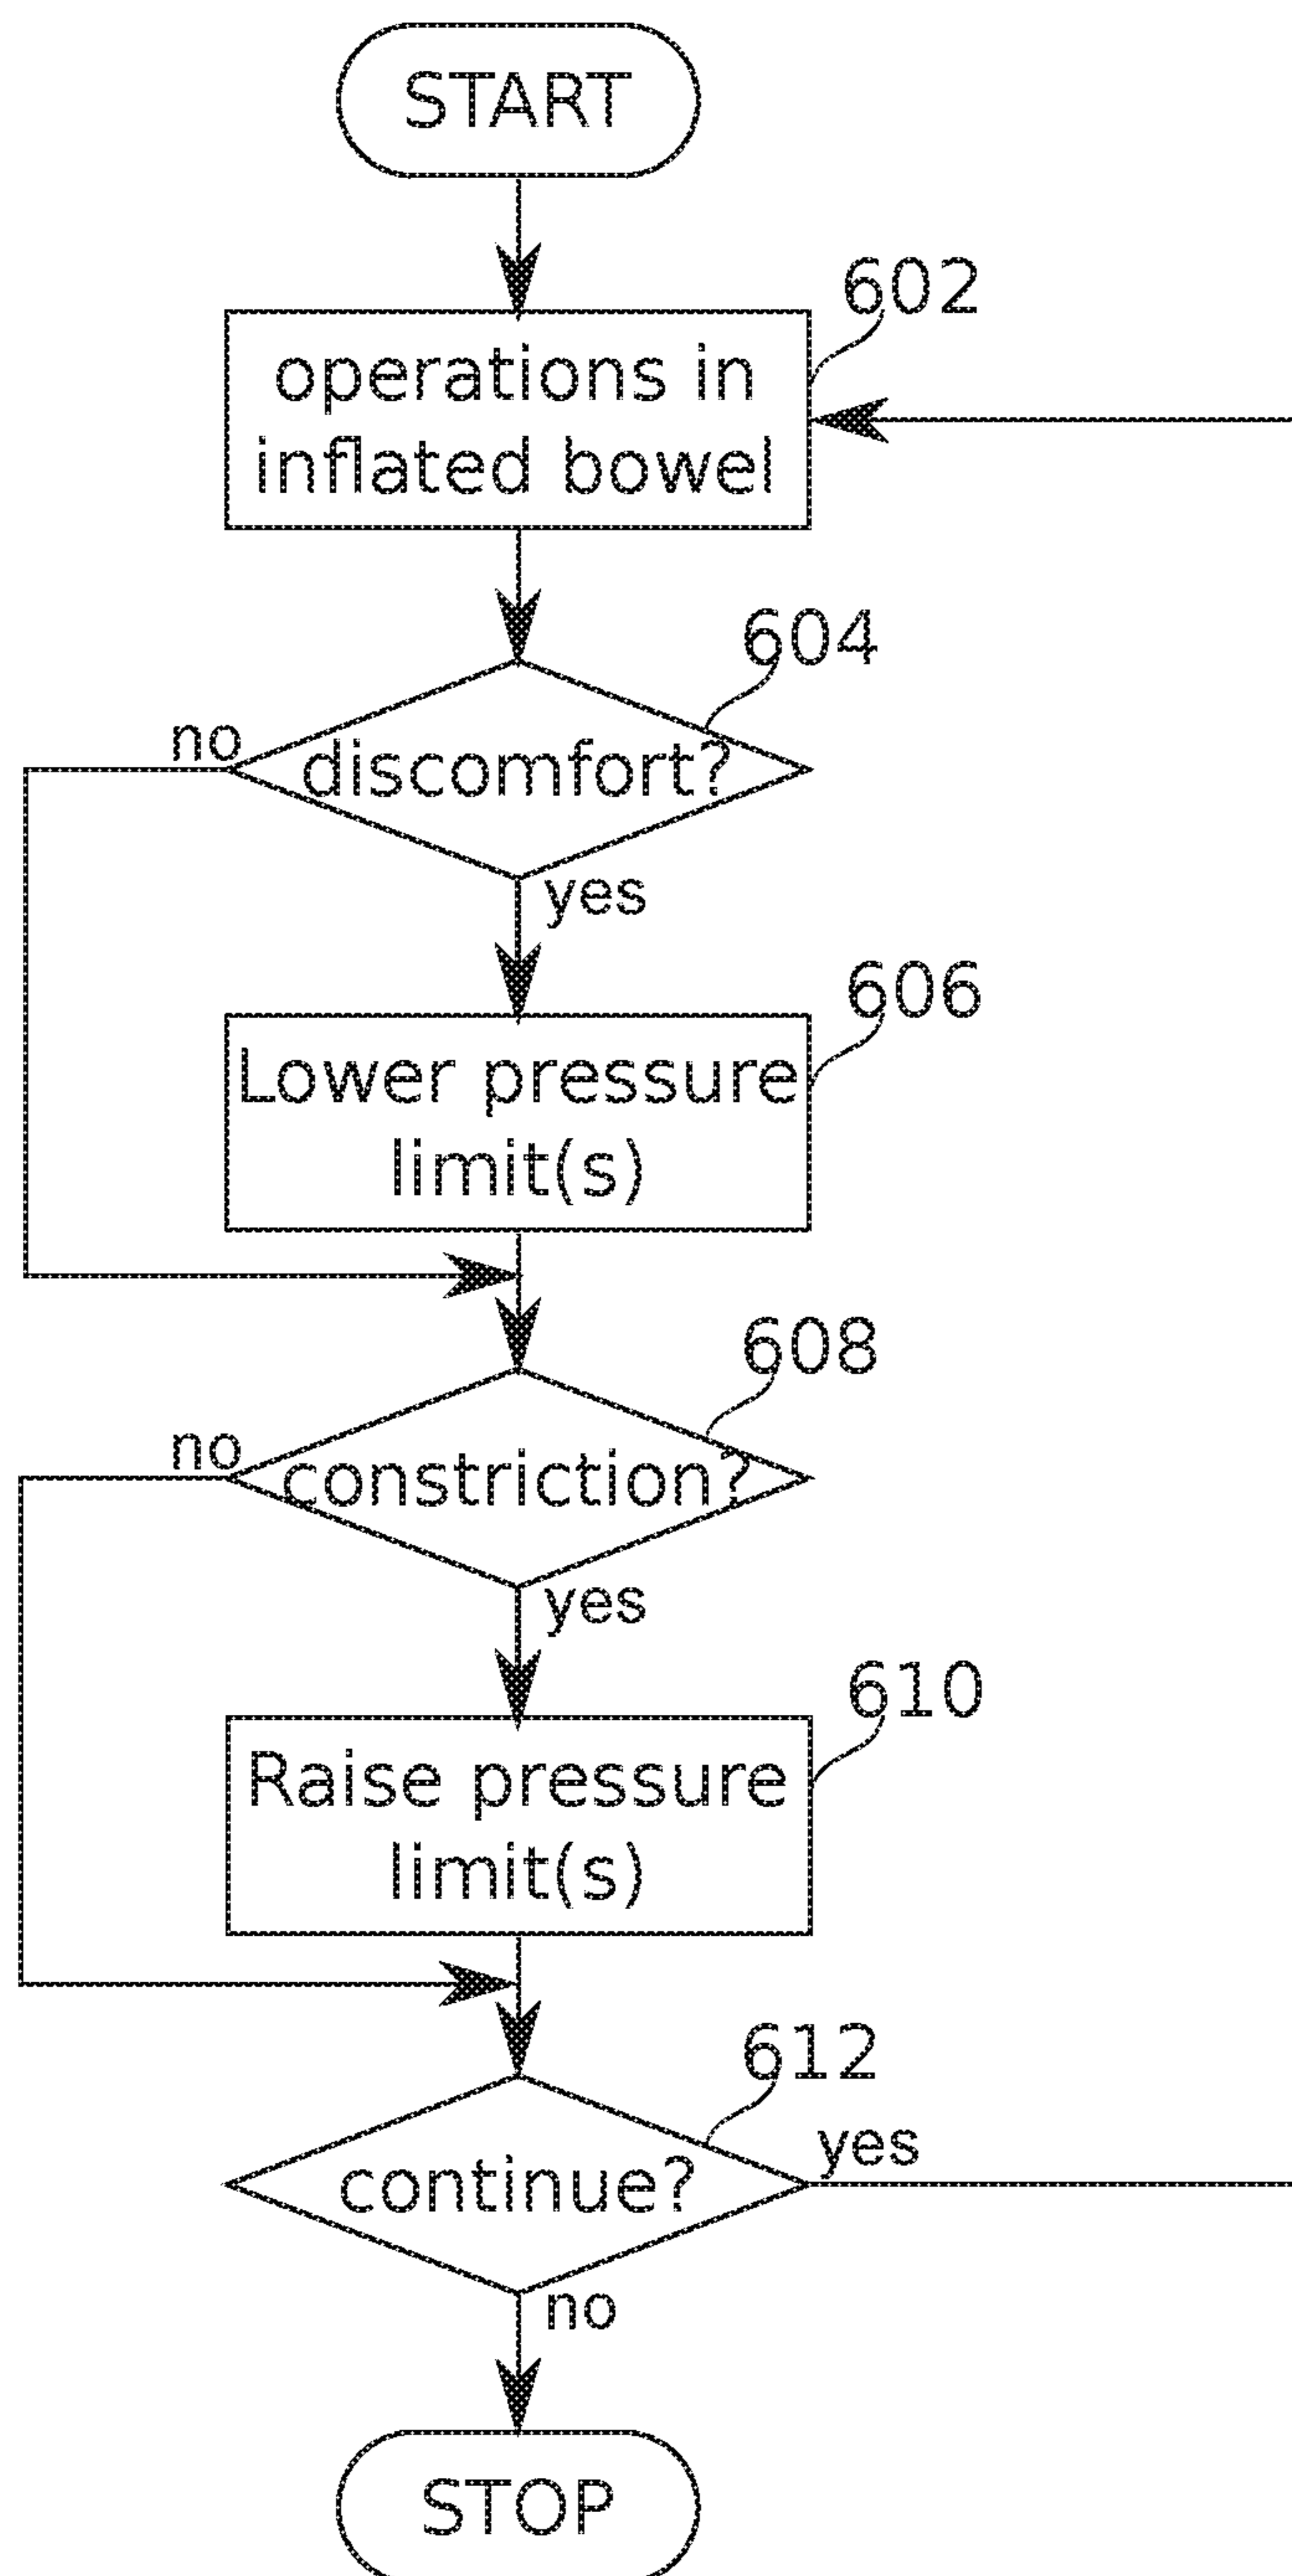 START
602
operations in
inflated bowel
604
no
discomfort?
yes
606
Lower pressure
limit(s)
608
no
constriction?
yes
610
Raise pressure
limit(s)
612
yes
continue?
no
STOP